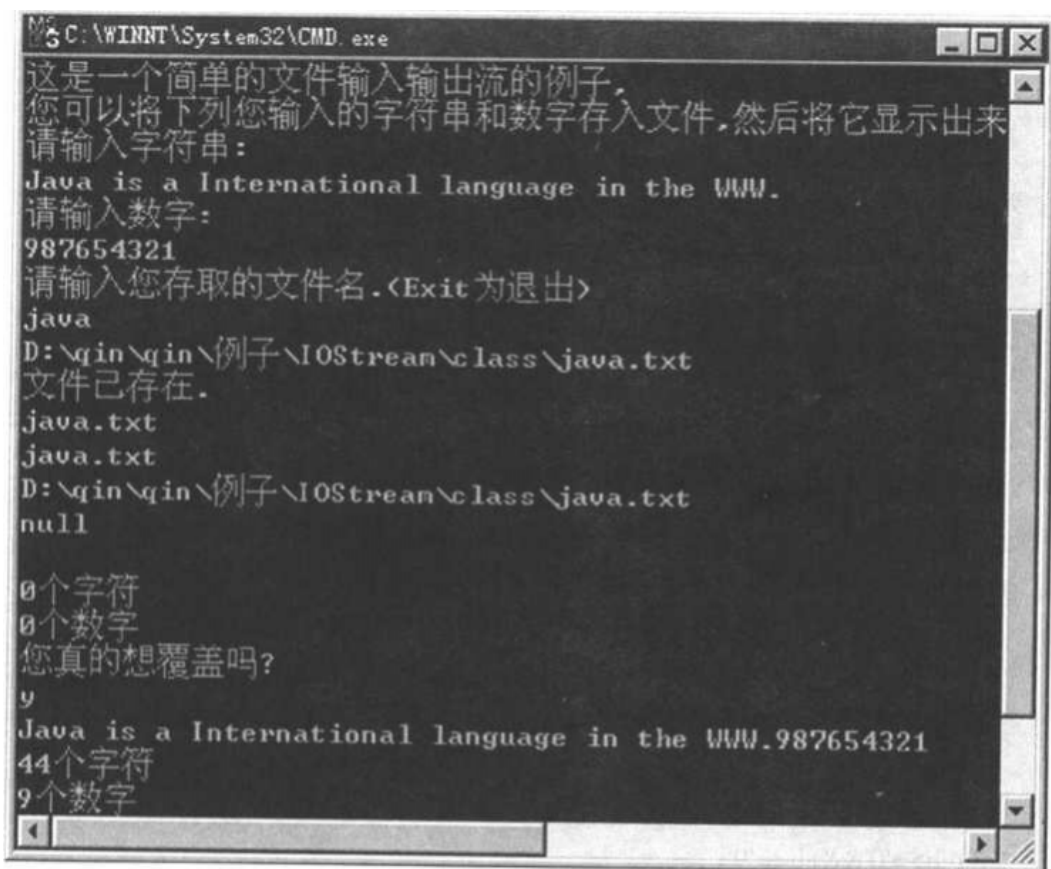 C:\WINNT\System32\CMD.exe
这是一个简单的文件输入输出流的例子.
您可以将下列您输入的字符串和数字存入文件.然后将它显示出来
请输入字符串:
Java is a International language in the WWW.
请输入数字:
987654321
请输入您存取的文件名.<Exit为退出>
java
D:\qin\qin\例子\IOStream\class\java.txt
文件已存在.
java.txt
java.txt
D:\qin\qin\例子\IOStream\class\java.txt
null
0个字符
0个数字
您真的想覆盖吗?
y
Java is a International language in the WWW.987654321
44个字符
9个数字